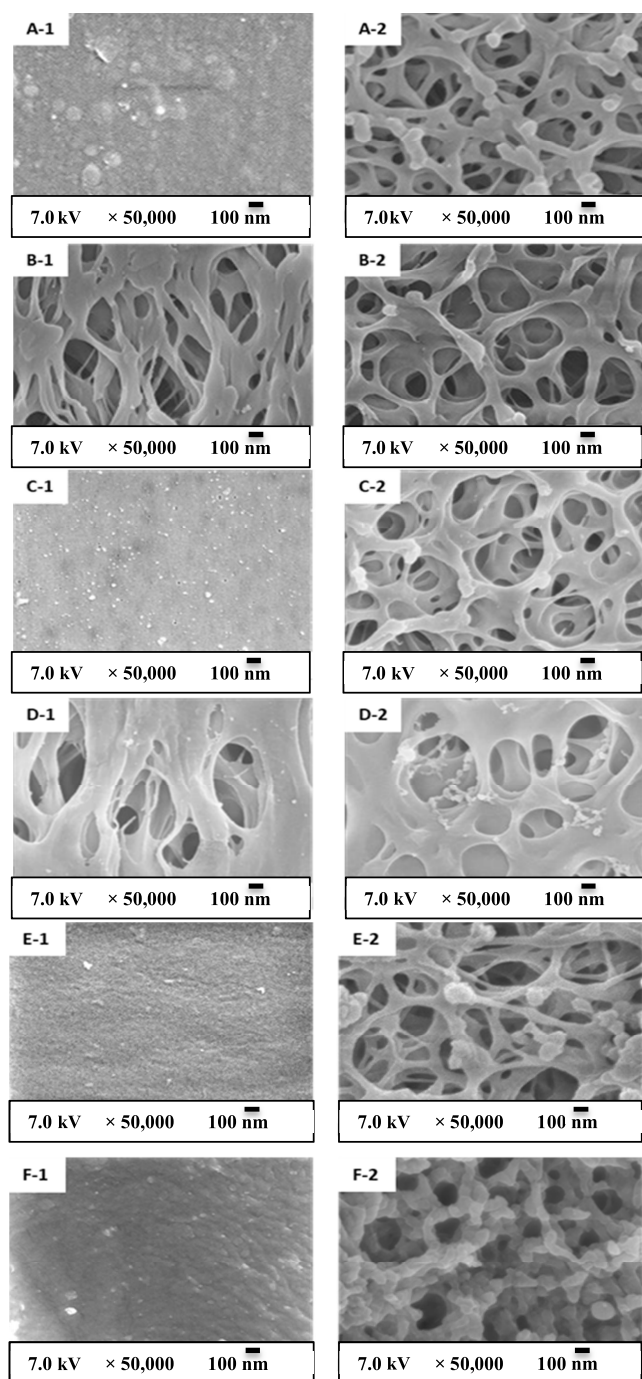 A-1 A-2
7.0 kV × 50,000 100 nm 7.0kV × 50,000 100 nm
B-1 B-2
7.0 kV × 50,000 100 nm 7.0 kV × 50,000 100 nm
C-1 C-2
7.0 kV × 50,000 100 nm 7.0 kV × 50,000 100 nm
D-1 D-2
7.0 kV × 50,000 100 nm 7.0 kV × 50,000 100 nm
E-1 E-2
7.0 kV × 50,000 100 nm 7.0 kV × 50,000 100 nm
F-1 F-2
7.0 kV × 50,000 100 nm 7.0 kV × 50,000 100 nm